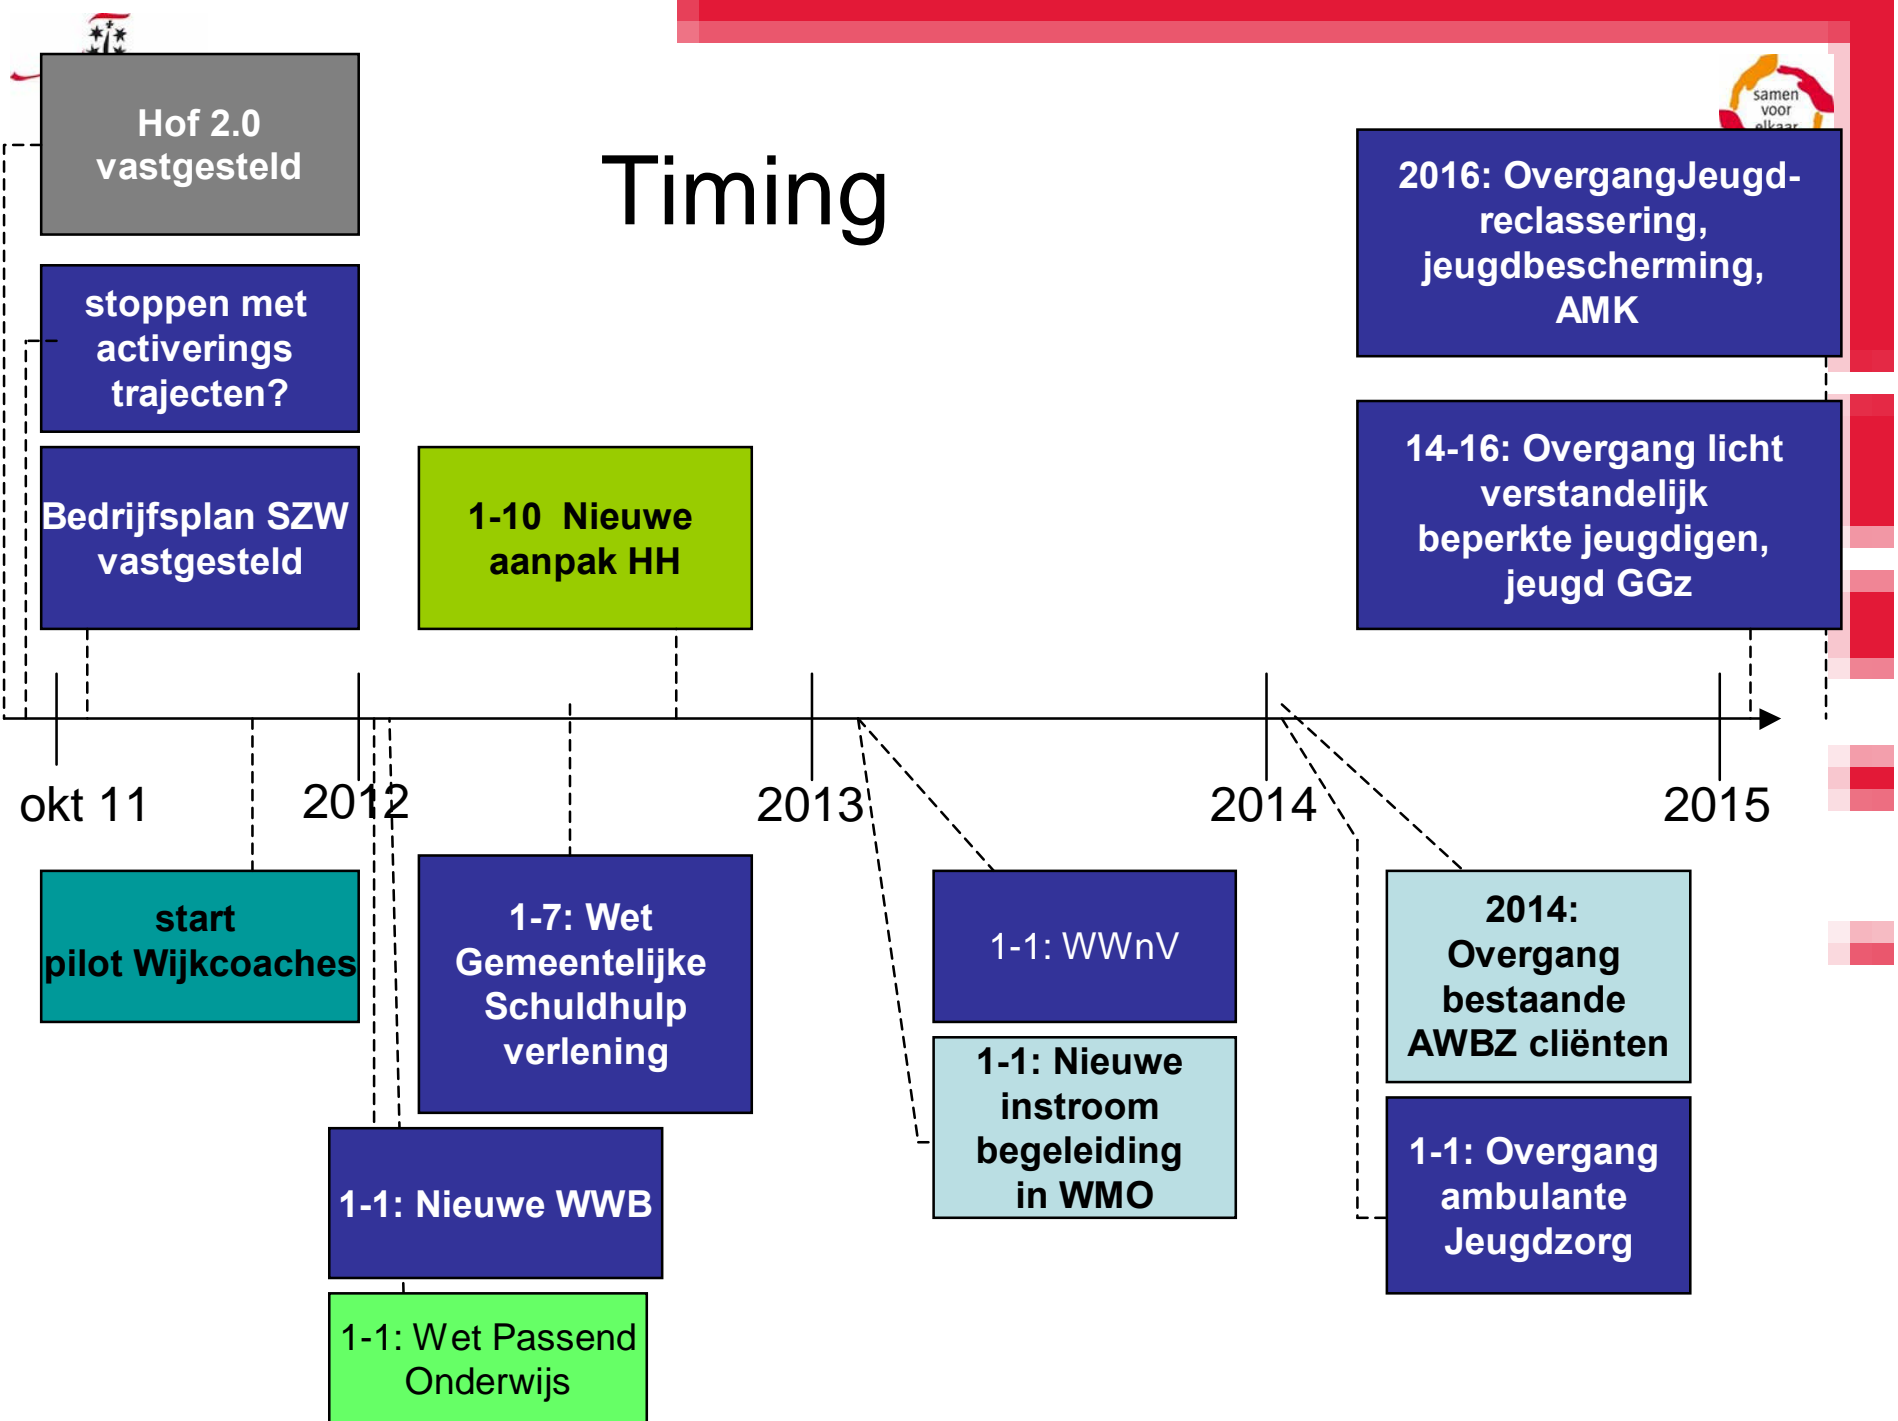 samen
voor
elkaar
Hof 2.0
vastgesteld
Timing
2016: OvergangJeugd-
reclassering,
jeugdbescherming,
AMK
stoppen met
activerings
trajecten?
14-16: Overgang licht
verstandelijk
beperkte jeugdigen,
jeugd GGz
Bedrijfsplan SZW
vastgesteld
1-10  Nieuwe
aanpak HH
okt 11
2012
2013
2014
2015
start
pilot Wijkcoaches
1-7: Wet
Gemeentelijke
Schuldhulp
verlening
1-1: WWnV
2014:
Overgang
bestaande
AWBZ cliënten
1-1: Nieuwe
instroom
begeleiding
in WMO
1-1: Overgang
ambulante
Jeugdzorg
1-1: Nieuwe WWB
1-1: Wet Passend
Onderwijs